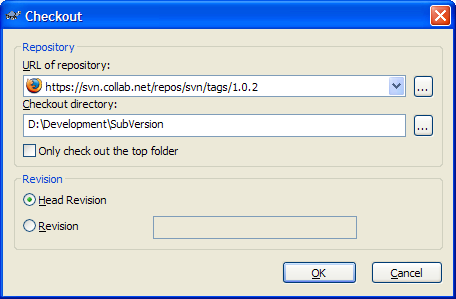 Checkout
Repository
URL of repository:
https://svn.collab.net/repos/svn/tags/1.0.2
...
Checkout directory:
D:\Development\SubVersion
...
Only check out the top folder
Revision
Head Revision
Revision
OK
Cancel